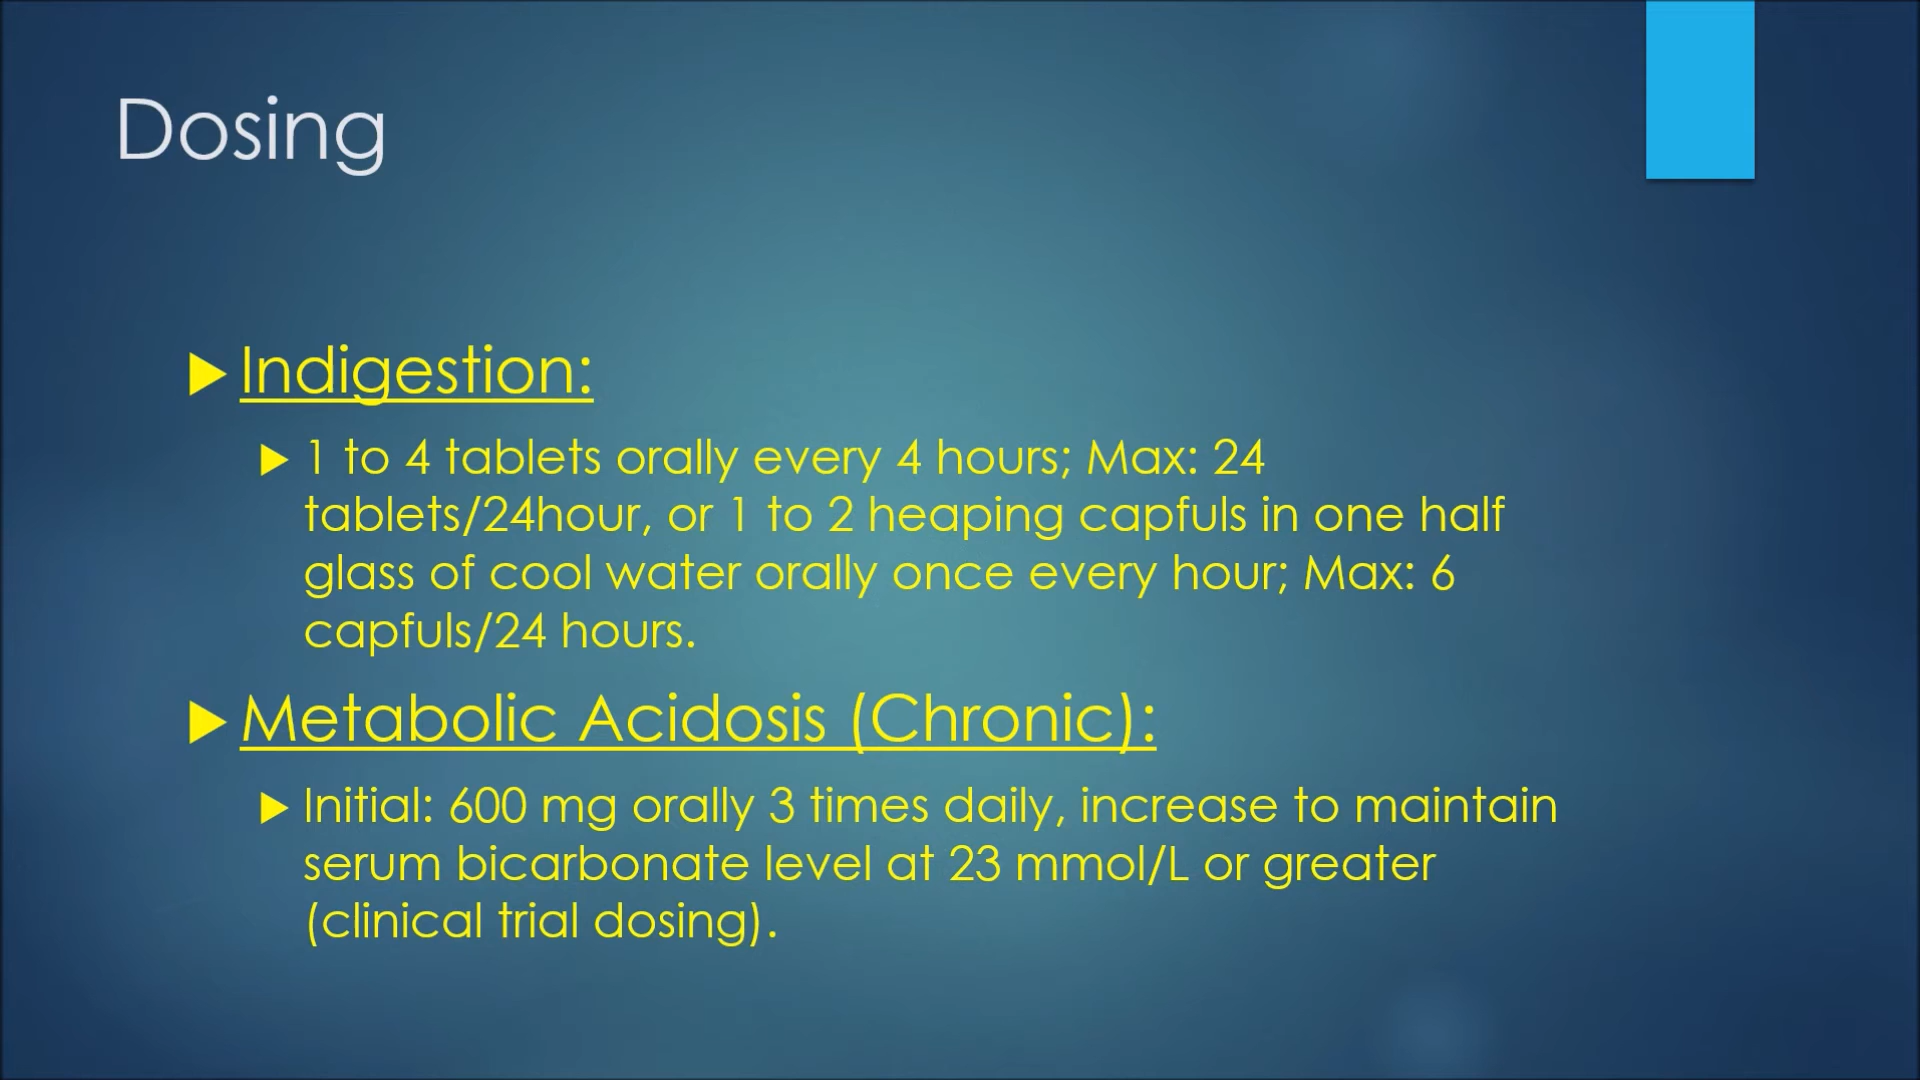 Dosing
Indigestion:
1 to 4 tablets orally every 4 hours; Max: 24
tablets/24hour, or 1 to 2 heaping capfuls in one half
glass of cool water orally once every hour; Max: 6
capfuls/24 hours.
Metabolic Acidosis (Chronic):
Initial: 600 mg orally 3 times daily, increase to maintain
serum bicarbonate level at 23 mmol/L or greater
(clinical trial dosing).